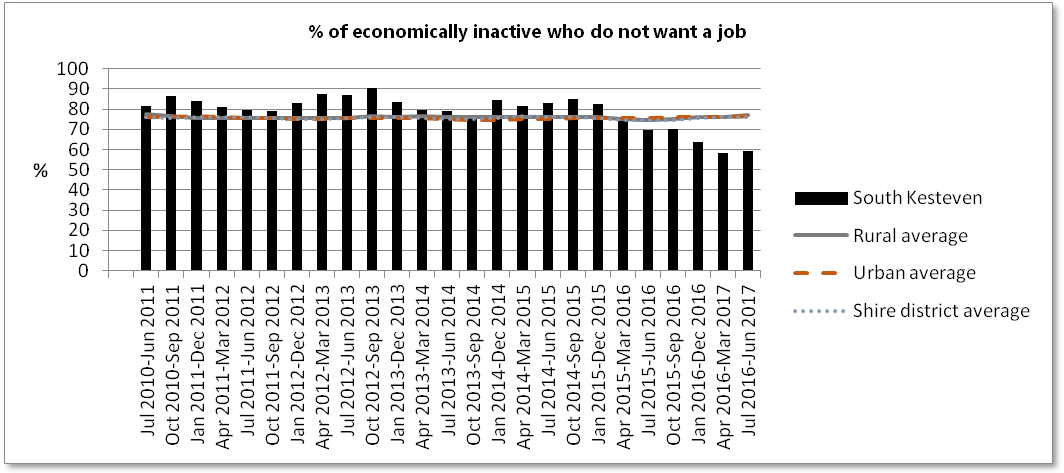 % of economically inactive who do not want a job
100
90
80
70
60
50
40
30
20
10
0
%
Jul 2010-Jun 2011
Oct 2010-Sep 2011
Jan 2011-Dec 2011
Apr 2011-Mar 2012
Jul 2011-Jun 2012
Oct 2011-Sep 2012
Jan 2012-Dec 2012
Apr 2012-Mar 2013
Jul 2012-Jun 2013
Oct 2012-Sep 2013
Jan 2013-Dec 2013
Apr 2013-Mar 2014
Jul 2013-Jun 2014
Oct 2013-Sep 2014
Jan 2014-Dec 2014
Apr 2014-Mar 2015
Jul 2014-Jun 2015
Oct 2014-Sep 2015
Jan 2015-Dec 2015
Apr 2015-Mar 2016
Jul 2015-Jun 2016
Oct 2015-Sep 2016
Jan 2016-Dec 2016
Apr 2016-Mar 2017
Jul 2016-Jun 2017
South Kesteven
Rural average
Urban average
Shire district average